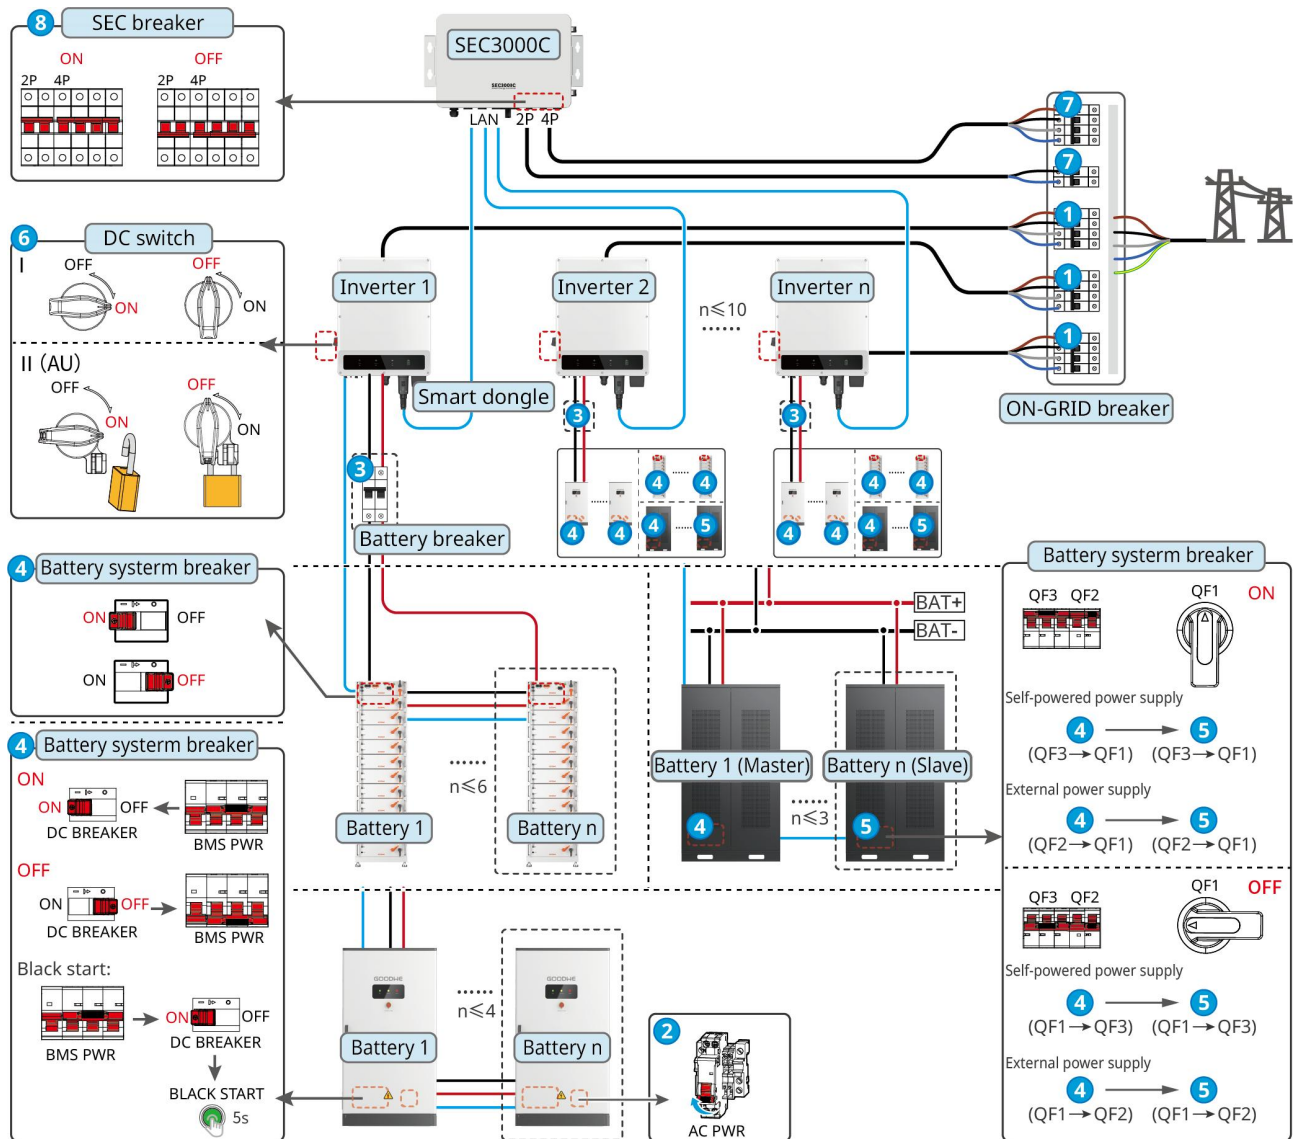 8 SEC breaker
ON OFF
2P 4P 2P 4P
SEC3000C
SEC3000C
LAN 2P 4P
7
7
1
1
1
ON-GRID breaker
6 DC switch
I
OFF ON
OFF ON
II (AU)
OFF ON
OFF ON
Inverter 1
Inverter 2
n≤10
Inverter n
Smart dongle
3
3
3
Battery breaker
4 4
4 4 4 5
4 4
4 4 4 5
4 Battery systerm breaker
ON OFF
ON OFF
BAT+
BAT-
Battery 1
n≤6
Battery n
Battery 1 (Master)
Battery n (Slave)
n≤3
4
5
Battery systerm breaker
QF3 QF2 QF1 ON
Self-powered power supply
4 5
(QF3→QF1) (QF3→QF1)
External power supply
4 5
(QF2→QF1) (QF2→QF1)
QF3 QF2 QF1 OFF
Self-powered power supply
4 5
(QF1→QF3) (QF1→QF3)
External power supply
4 5
(QF1→QF2) (QF1→QF2)
4 Battery systerm breaker
ON
ON OFF
DC BREAKER
BMS PWR
OFF
ON OFF
DC BREAKER
BMS PWR
Black start:
BMS PWR
ON OFF
DC BREAKER
BLACK START
5s
GOODWE
GOODWE
Battery 1
n≤4
Battery n
2
AC PWR